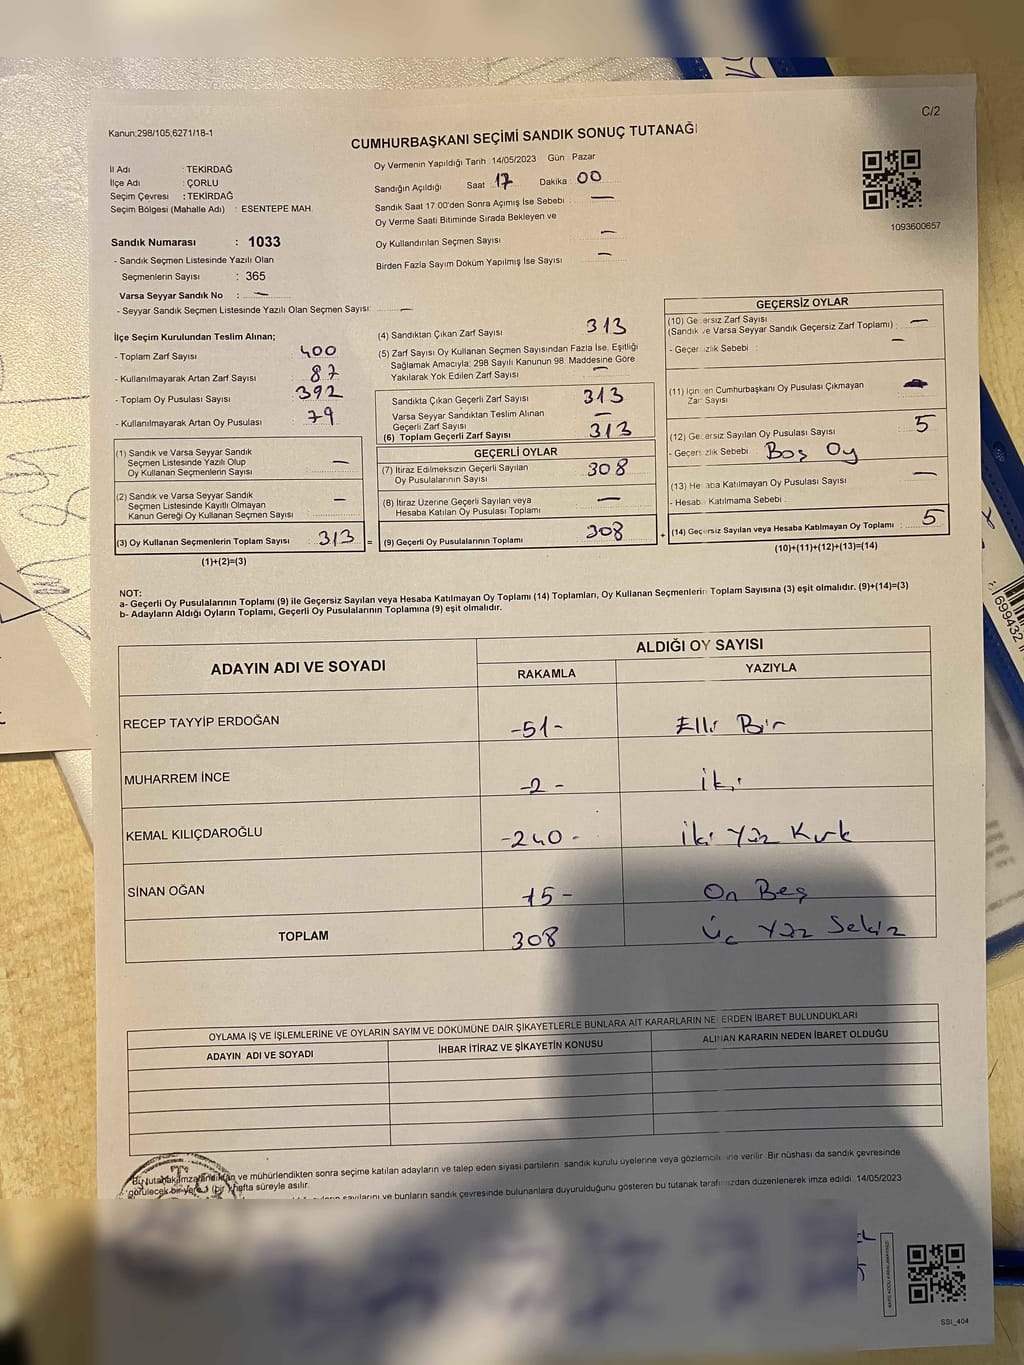 C/2
Kanun:298/105,6271/18-1
CUMHURBAŞKANI SEÇİMİ SANDIK SONUÇ TUTANAĞI
İl Adı : TEKİRDAĞ
İlçe Adı : ÇORLU
Seçim Çevresi : TEKİRDAĞ
Seçim Bölgesi (Mahalle Adı) : ESENTEPE MAH.
Oy Vermenin Yapıldığı Tarih : 14/05/2023 Gün : Pazar
Sandığın Açıldığı Saat : 17 Dakika : 00
Sandık Saat 17:00'den Sonra Açımış İse Sebebi : —
Oy Verme Saati Bitiminde Sırada Bekleyen ve
Oy Kullandırılan Seçmen Sayısı —
Birden Fazla Sayım Döküm Yapılmış İse Sayısı : —
1093600657
Sandık Numarası : 1033
- Sandık Seçmen Listesinde Yazılı Olan
Seçmenlerin Sayısı : 365
Varsa Seyyar Sandık No : —
- Seyyar Sandık Seçmen Listesinde Yazılı Olan Seçmen Sayısı: —
İlçe Seçim Kurulundan Teslim Alınan;
- Toplam Zarf Sayısı 400
- Kullanılmayarak Artan Zarf Sayısı 87
- Toplam Oy Pusulası Sayısı 392
- Kullanılmayarak Artan Oy Pusulası 79
(1) Sandık ve Varsa Seyyar Sandık
Seçmen Listesinde Yazılı Olup
Oy Kullanan Seçmenlerin Sayısı —
(2) Sandık ve Varsa Seyyar Sandık
Seçmen Listesinde Kayıtlı Olmayan
Kanun Gereği Oy Kullanan Seçmen Sayısı —
(3) Oy Kullanan Seçmenlerin Toplam Sayısı 313 =
(1)+(2)=(3)
(4) Sandıktan Çıkan Zarf Sayısı 313
(5) Zarf Sayısı Oy Kullanan Seçmen Sayısından Fazla İse, Eşitliği
Sağlamak Amacıyla; 298 Sayılı Kanunun 98. Maddesine Göre
Yakılarak Yok Edilen Zarf Sayısı —
Sandıkta Çıkan Geçerli Zarf Sayısı 313
Varsa Seyyar Sandıktan Teslim Alınan
Geçerli Zarf Sayısı —
(6) Toplam Geçerli Zarf Sayısı 313
GEÇERLİ OYLAR
(7) İtiraz Edilmeksizin Geçerli Sayılan
Oy Pusulalarının Sayısı 308
(8) İtiraz Üzerine Geçerli Sayılan veya
Hesaba Katılan Oy Pusulası Toplamı —
(9) Geçerli Oy Pusulalarının Toplamı 308 +
GEÇERSİZ OYLAR
(10) Geçersiz Zarf Sayısı
(Sandık ve Varsa Seyyar Sandık Geçersiz Zarf Toplamı) : —
- Geçersizlik Sebebi : —
(11) İçinden Cumhurbaşkanı Oy Pusulası Çıkmayan
Zarf Sayısı
(12) Geçersiz Sayılan Oy Pusulası Sayısı 5
- Geçersizlik Sebebi Boş Oy
(13) Hesaba Katılmayan Oy Pusulası Sayısı —
- Hesaba Katılmama Sebebi :
(14) Geçersiz Sayılan veya Hesaba Katılmayan Oy Toplamı : 5
(10)+(11)+(12)+(13)=(14)
NOT:
a- Geçerli Oy Pusulalarının Toplamı (9) ile Geçersiz Sayılan veya Hesaba Katılmayan Oy Toplamı (14) Toplamları, Oy Kullanan Seçmenlerin Toplam Sayısına (3) eşit olmalıdır. (9)+(14)=(3)
b- Adayların Aldığı Oyların Toplamı, Geçerli Oy Pusulalarının Toplamına (9) eşit olmalıdır.
ADAYIN ADI VE SOYADI ALDIĞI OY SAYISI
RAKAMLA YAZIYLA
RECEP TAYYİP ERDOĞAN -51- Elli Bir
MUHARREM İNCE -2- İki
KEMAL KILIÇDAROĞLU -240- İki Yüz Kırk
SİNAN OĞAN -15- On Beş
TOPLAM 308 Üç Yüz Sekiz
OYLAMA İŞ VE İŞLEMLERİNE VE OYLARIN SAYIM VE DÖKÜMÜNE DAİR ŞİKAYETLERLE BUNLARA AİT KARARLARIN NELERDEN İBARET BULUNDUKLARI
ADAYIN ADI VE SOYADI İHBAR İTİRAZ VE ŞİKAYETİN KONUSU ALINAN KARARIN NEDEN İBARET OLDUĞU
Bu tutanak imzalandıktan ve mühürlendikten sonra seçime katılan adayların ve talep eden siyasi partilerin sandık kurulu üyelerine veya gözlemcilerine verilir. Bir nüshası da sandık çevresinde
görülecek bir yere 1 (bir) hafta süreyle asılır.
sayılarını ve bunların sandık çevresinde bulunanlara duyurulduğunu gösteren bu tutanak tarafımızdan düzenlenerek imza edildi. 14/05/2023
SSI_404
1699432